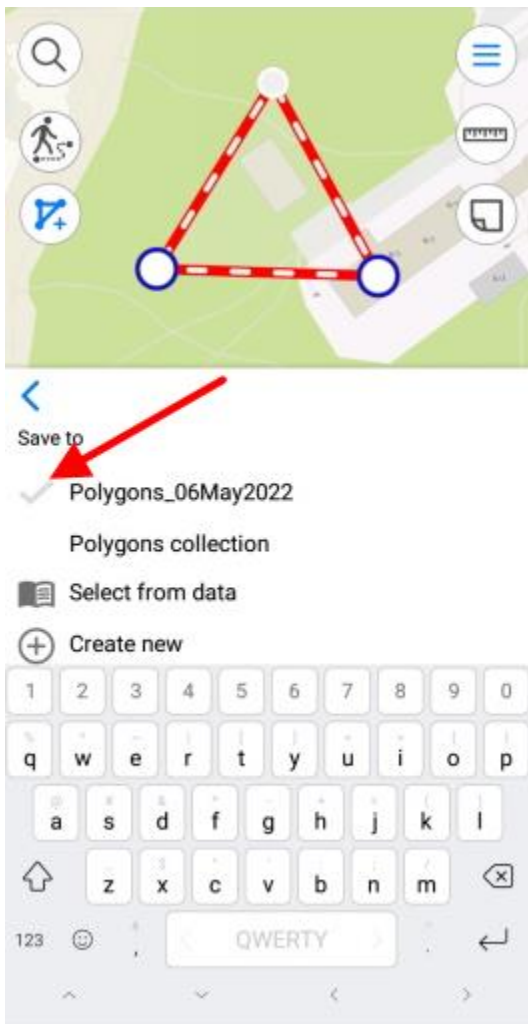 Save to
Polygons_06May2022
Polygons collection
Select from data
Create new
1 2 3 4 5 6 7 8 9 0
q w e r t y u i o p
a s d f g h j k l
z x c v b n m
123 , QWERTY .